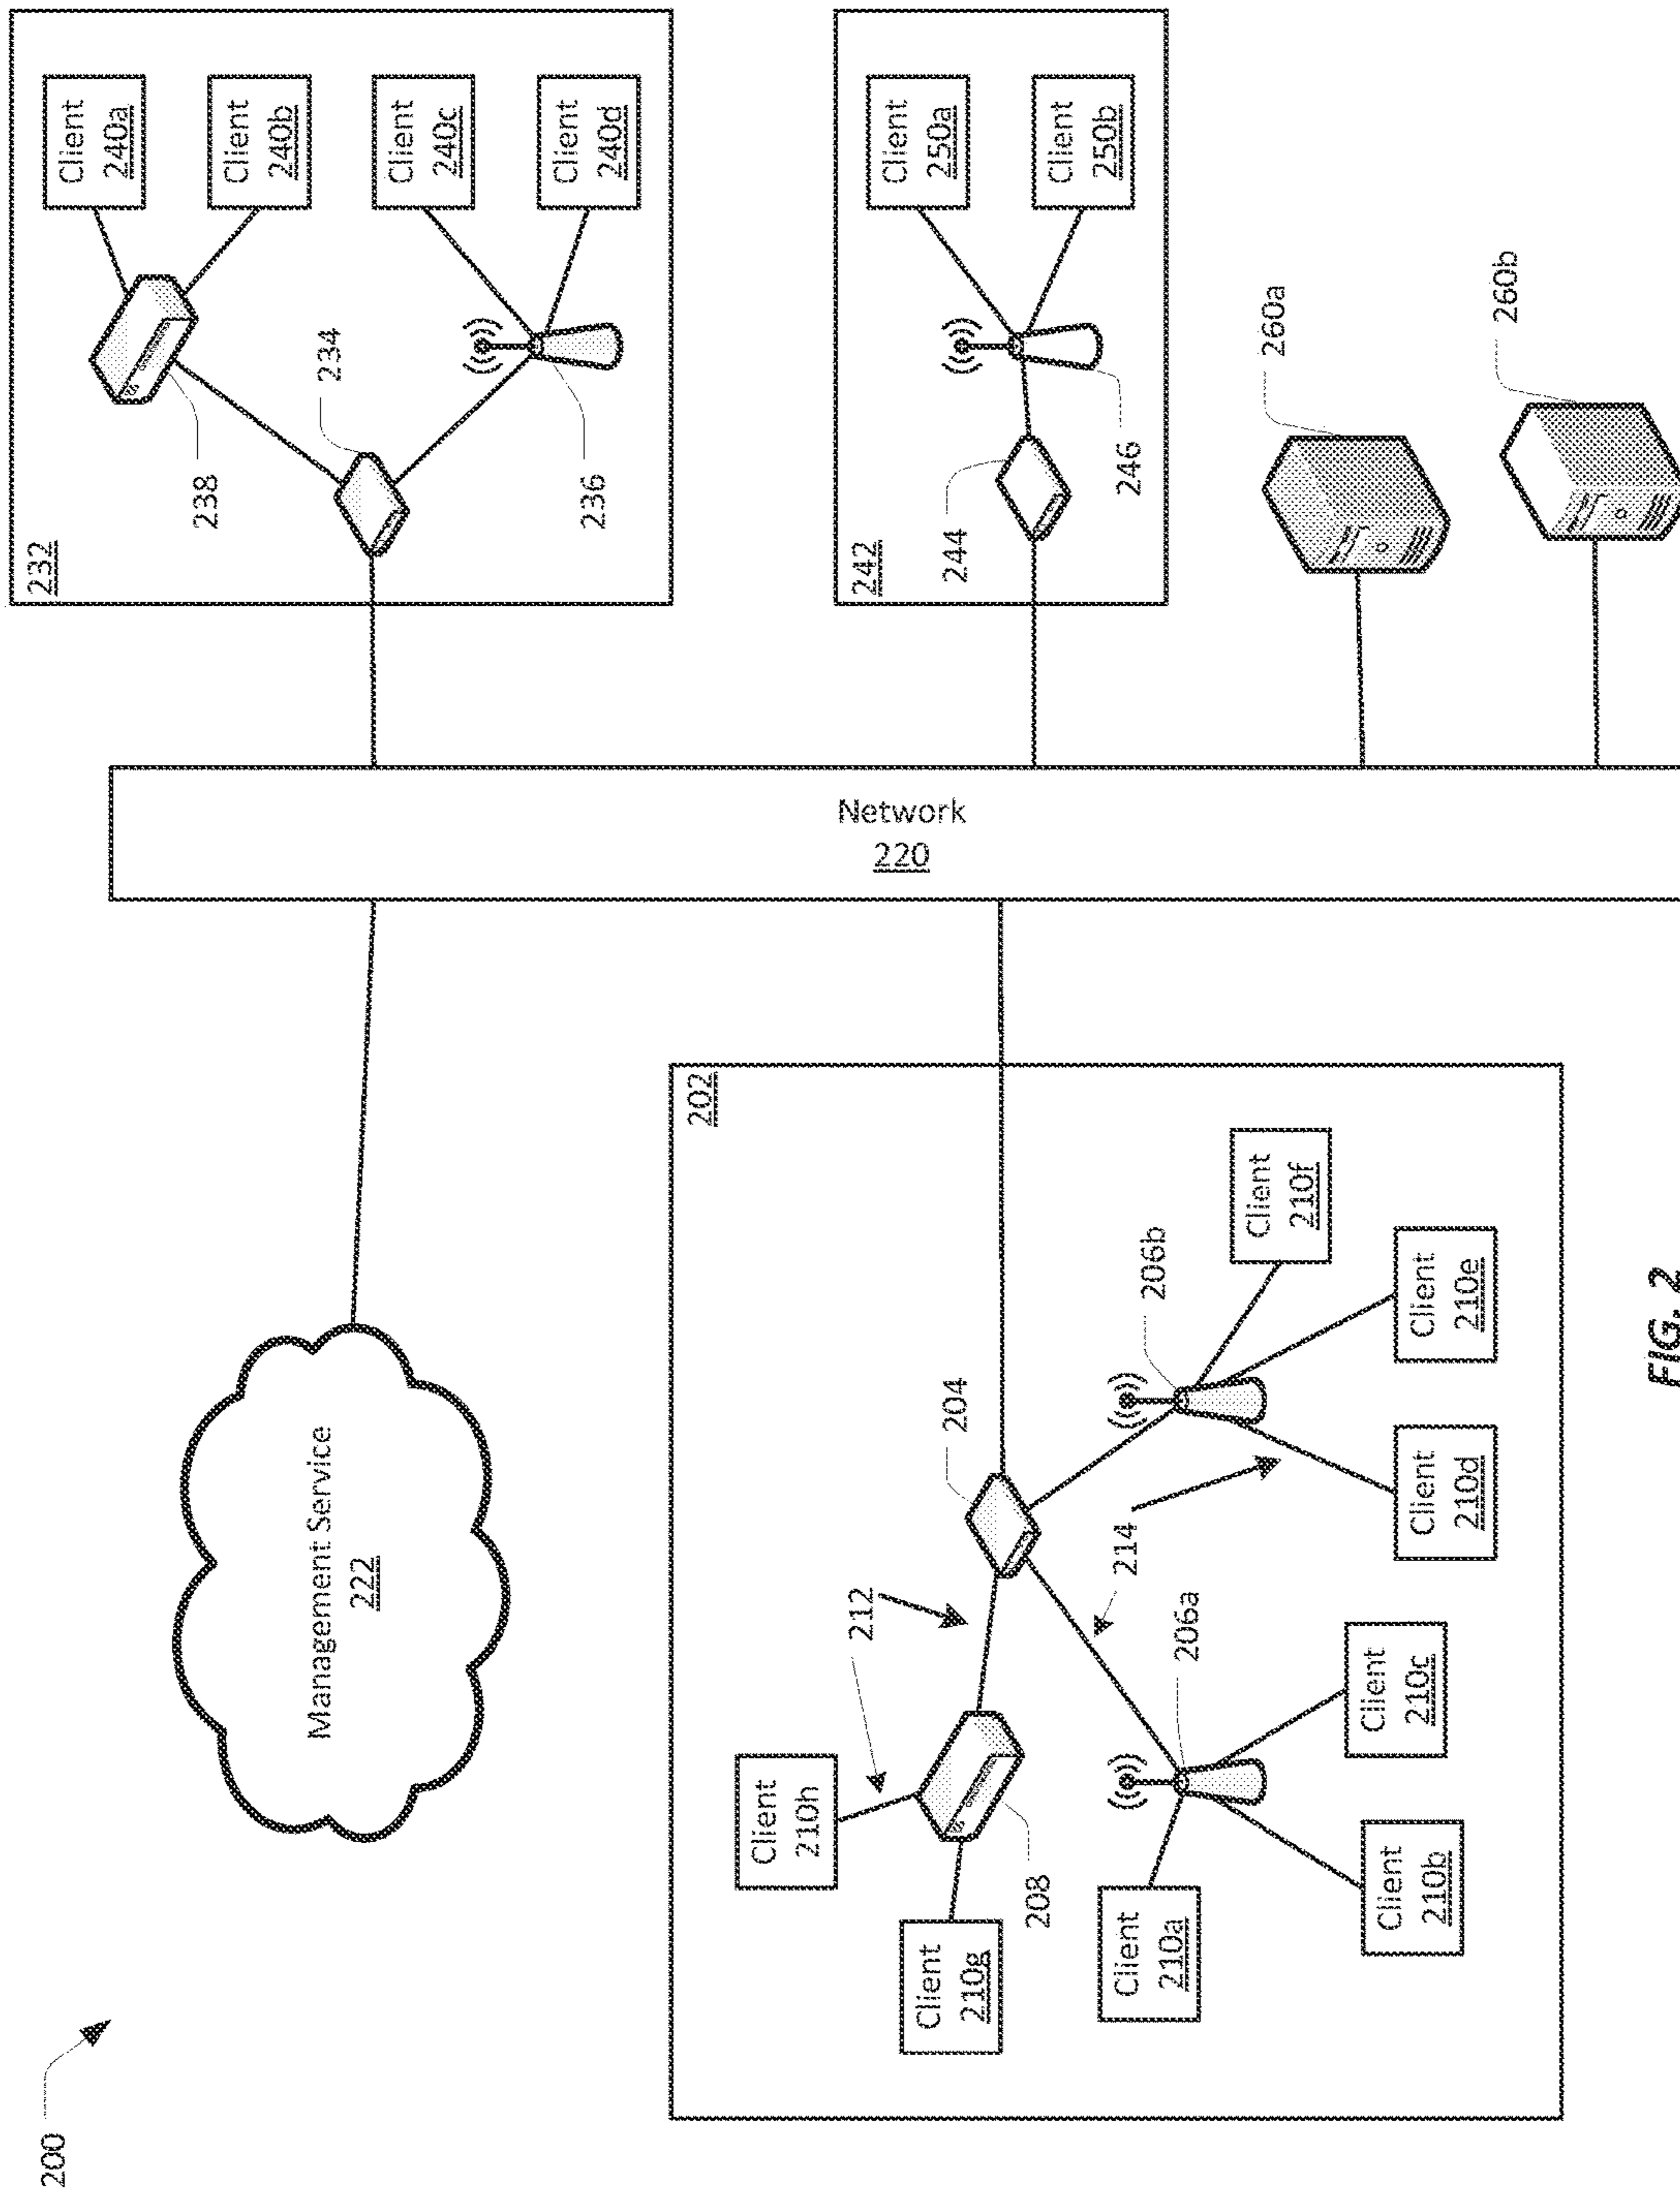 200
Management Service
222
202
Client
210h
Client
210g
208
212
204
214
206a
206b
Client
210a
Client
210b
Client
210c
Client
210d
Client
210e
Client
210f
Network
220
232
238
234
236
Client
240a
Client
240b
Client
240c
Client
240d
242
244
246
Client
250a
Client
250b
260a
260b
FIG. 2